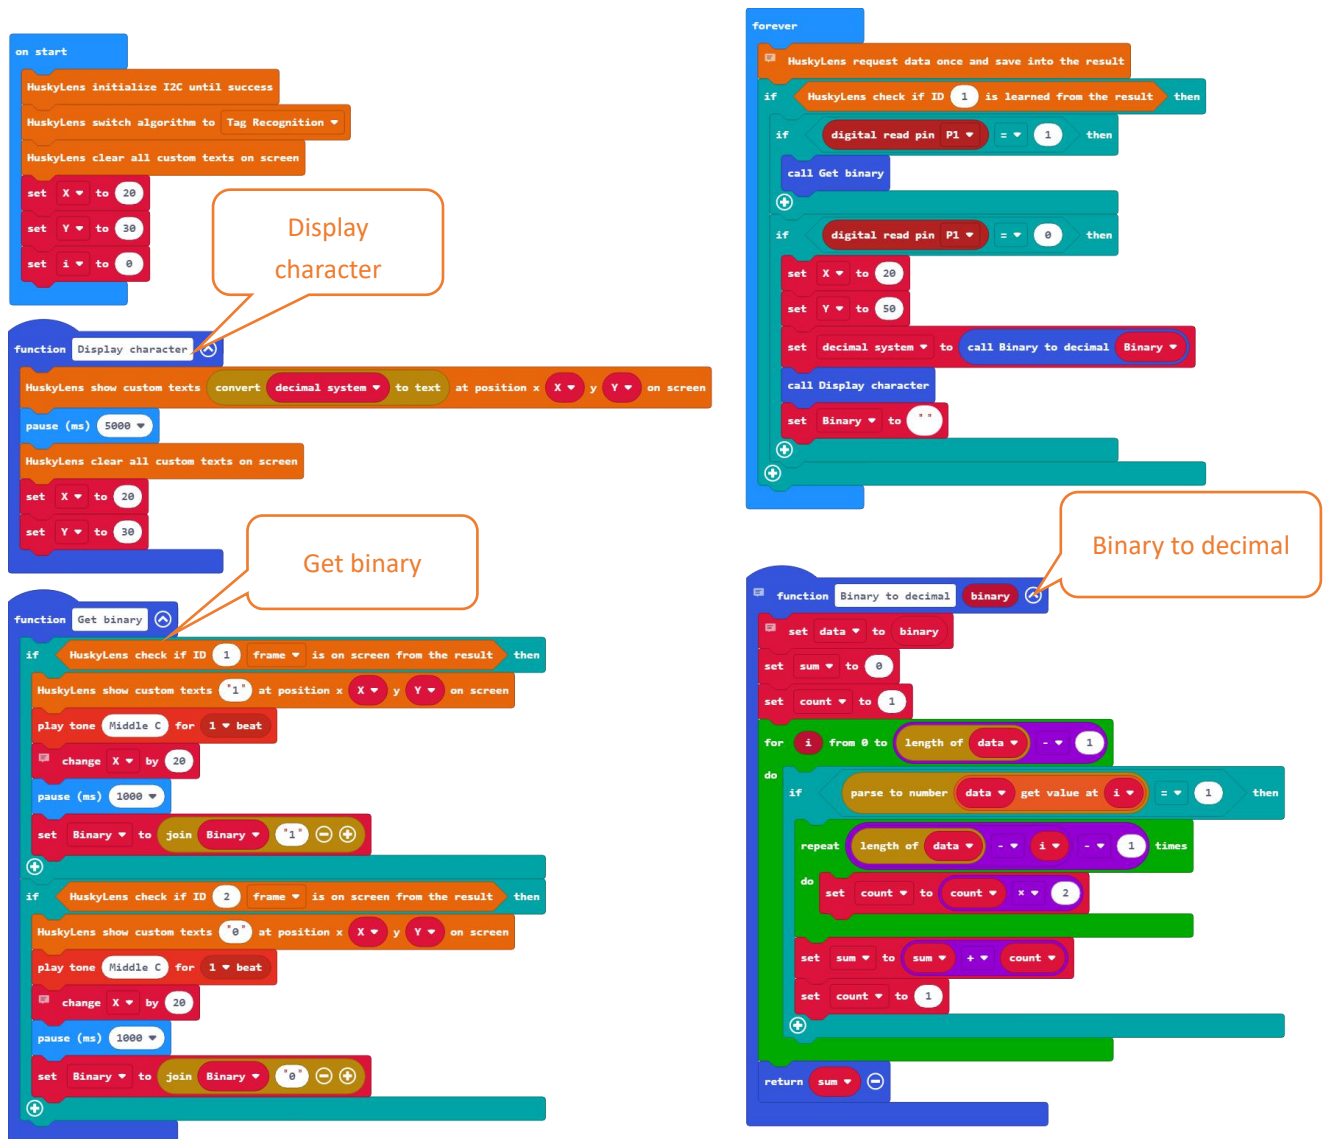 on start
HuskyLens initialize I2C until success
HuskyLens switch algorithm to Tag Recognition
HuskyLens clear all custom texts on screen
set X to 20
set Y to 30
set i to 0
Display
character
function Display character
HuskyLens show custom texts convert decimal system to text at position x X y Y on screen
pause (ms) 5000
HuskyLens clear all custom texts on screen
set X to 20
set Y to 30
Get binary
function Get binary
if HuskyLens check if ID 1 frame is on screen from the result then
HuskyLens show custom texts "1" at position x X y Y on screen
play tone Middle C for 1 beat
change X by 20
pause (ms) 1000
set Binary to join Binary "1"
if HuskyLens check if ID 2 frame is on screen from the result then
HuskyLens show custom texts "0" at position x X y Y on screen
play tone Middle C for 1 beat
change X by 20
pause (ms) 1000
set Binary to join Binary "0"
forever
HuskyLens request data once and save into the result
if HuskyLens check if ID 1 is learned from the result then
if digital read pin P1 = 1 then
call Get binary
if digital read pin P1 = 0 then
set X to 20
set Y to 50
set decimal system to call Binary to decimal Binary
call Display character
set Binary to " "
Binary to decimal
function Binary to decimal binary
set data to binary
set sum to 0
set count to 1
for i from 0 to length of data - 1
do
if parse to number data get value at i = 1 then
repeat length of data - i - 1 times
do set count to count × 2
set sum to sum + count
set count to 1
return sum